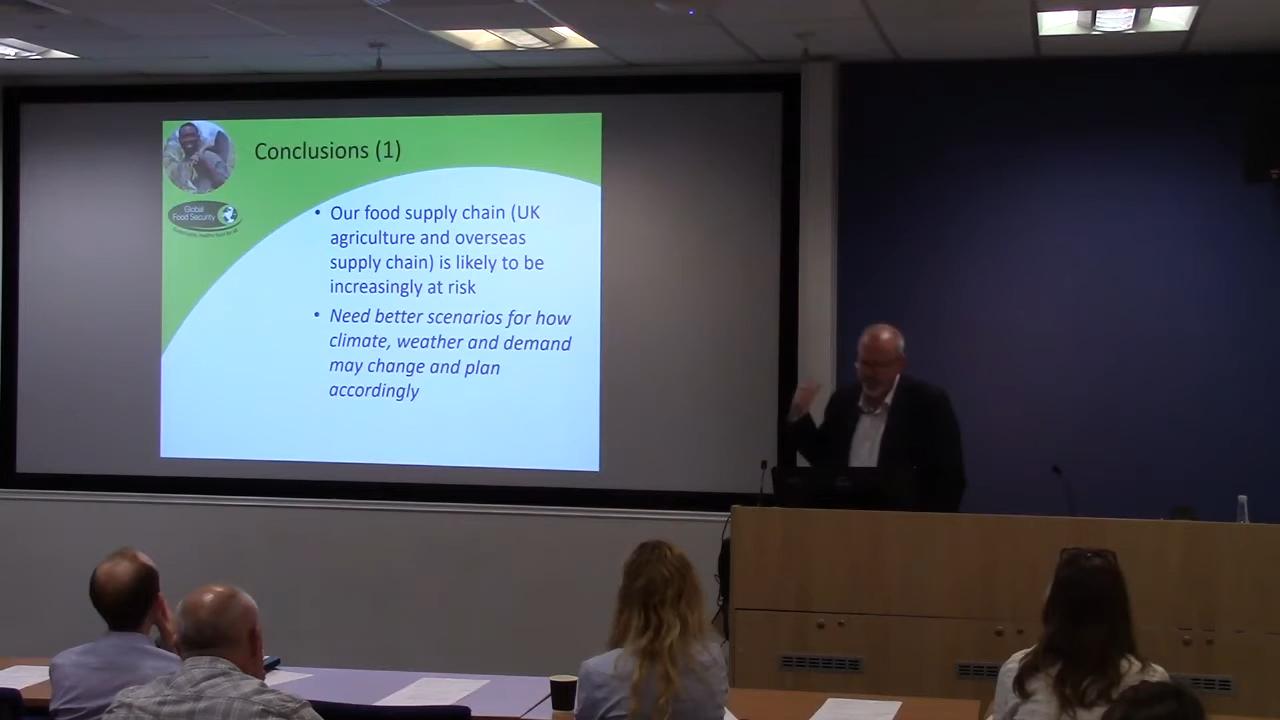 Conclusions (1)
Global
Food Security
• Our food supply chain (UK
agriculture and overseas
supply chain) is likely to be
increasingly at risk
• Need better scenarios for how
climate, weather and demand
may change and plan
accordingly